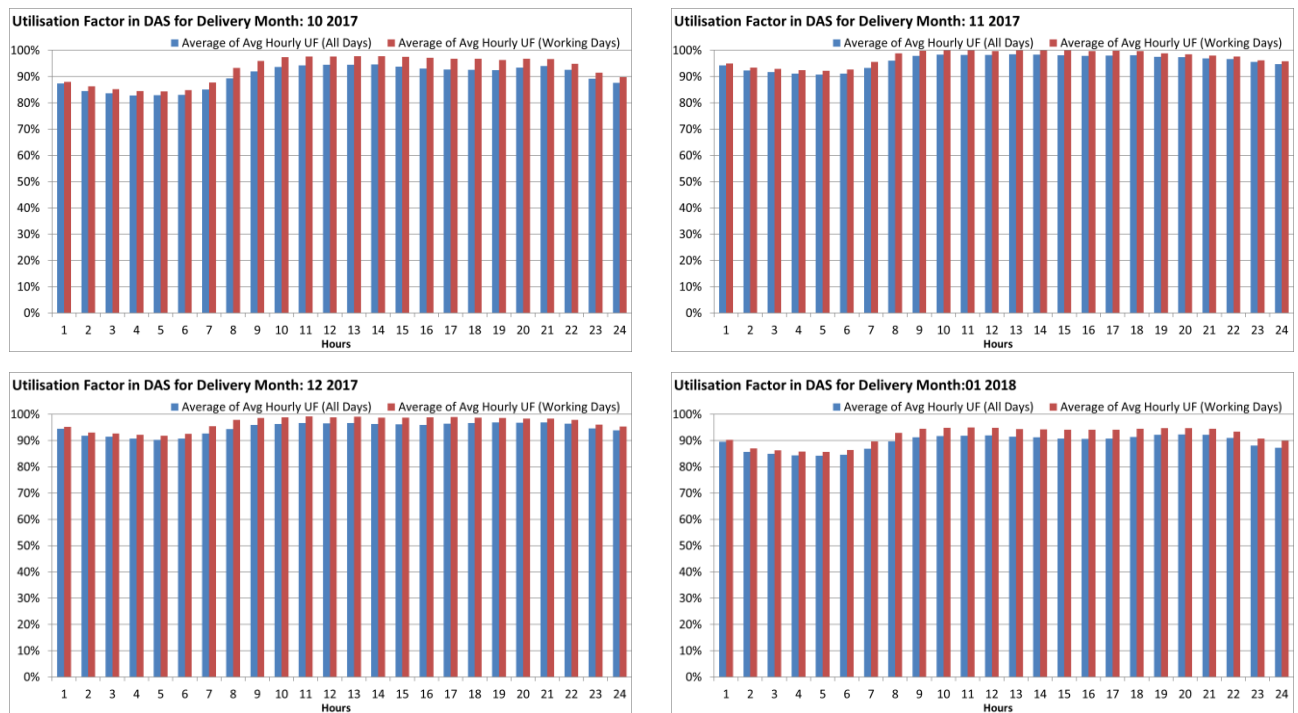 Utilisation Factor in DAS for Delivery Month: 10 2017
Average of Avg Hourly UF (All Days) Average of Avg Hourly UF (Working Days)
100%
90%
80%
70%
60%
50%
40%
30%
20%
10%
0%
1 2 3 4 5 6 7 8 9 10 11 12 13 14 15 16 17 18 19 20 21 22 23 24
Hours
Utilisation Factor in DAS for Delivery Month: 11 2017
Average of Avg Hourly UF (All Days) Average of Avg Hourly UF (Working Days)
100%
90%
80%
70%
60%
50%
40%
30%
20%
10%
0%
1 2 3 4 5 6 7 8 9 10 11 12 13 14 15 16 17 18 19 20 21 22 23 24
Hours
Utilisation Factor in DAS for Delivery Month: 12 2017
Average of Avg Hourly UF (All Days) Average of Avg Hourly UF (Working Days)
100%
90%
80%
70%
60%
50%
40%
30%
20%
10%
0%
1 2 3 4 5 6 7 8 9 10 11 12 13 14 15 16 17 18 19 20 21 22 23 24
Hours
Utilisation Factor in DAS for Delivery Month:01 2018
Average of Avg Hourly UF (All Days) Average of Avg Hourly UF (Working Days)
100%
90%
80%
70%
60%
50%
40%
30%
20%
10%
0%
1 2 3 4 5 6 7 8 9 10 11 12 13 14 15 16 17 18 19 20 21 22 23 24
Hours